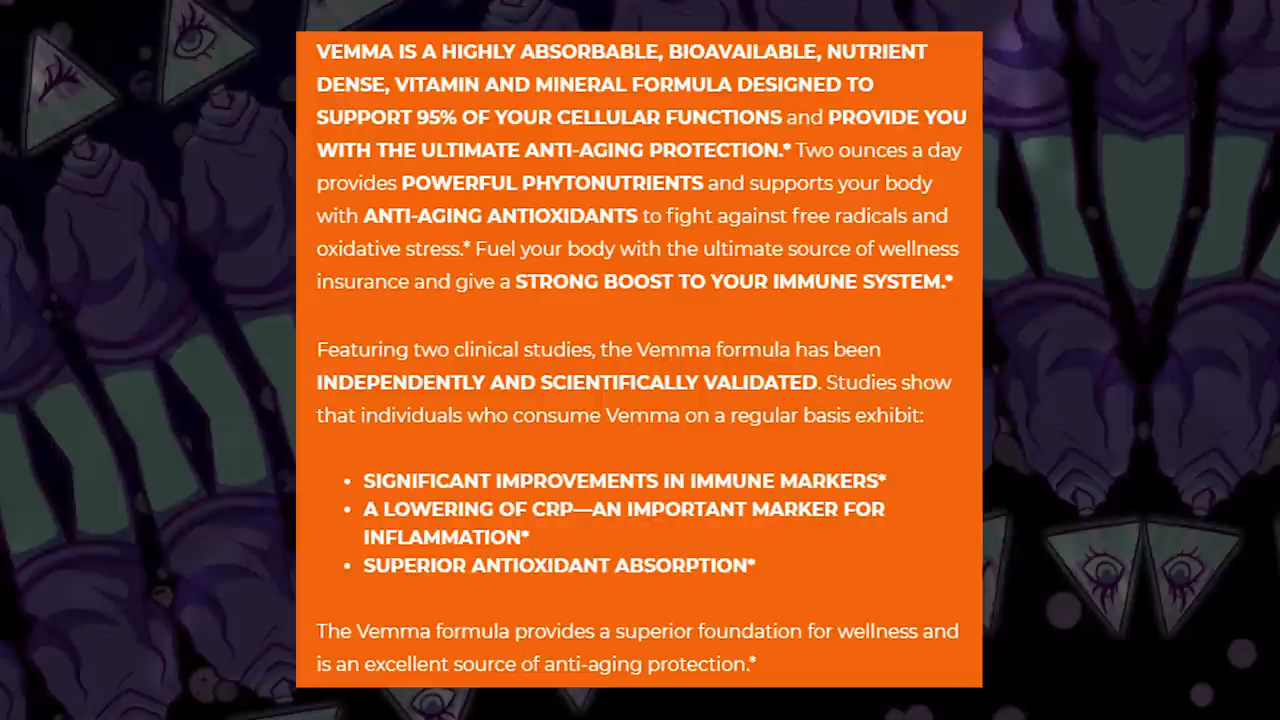 VEMMA IS A HIGHLY ABSORBABLE, BIOAVAILABLE, NUTRIENT
DENSE, VITAMIN AND MINERAL FORMULA DESIGNED TO
SUPPORT 95% OF YOUR CELLULAR FUNCTIONS and PROVIDE YOU
WITH THE ULTIMATE ANTI-AGING PROTECTION.* Two ounces a day
provides POWERFUL PHYTONUTRIENTS and supports your body
with ANTI-AGING ANTIOXIDANTS to fight against free radicals and
oxidative stress.* Fuel your body with the ultimate source of wellness
insurance and give a STRONG BOOST TO YOUR IMMUNE SYSTEM.*
Featuring two clinical studies, the Vemma formula has been
INDEPENDENTLY AND SCIENTIFICALLY VALIDATED. Studies show
that individuals who consume Vemma on a regular basis exhibit:
• SIGNIFICANT IMPROVEMENTS IN IMMUNE MARKERS*
• A LOWERING OF CRP—AN IMPORTANT MARKER FOR
INFLAMMATION*
• SUPERIOR ANTIOXIDANT ABSORPTION*
The Vemma formula provides a superior foundation for wellness and
is an excellent source of anti-aging protection.*